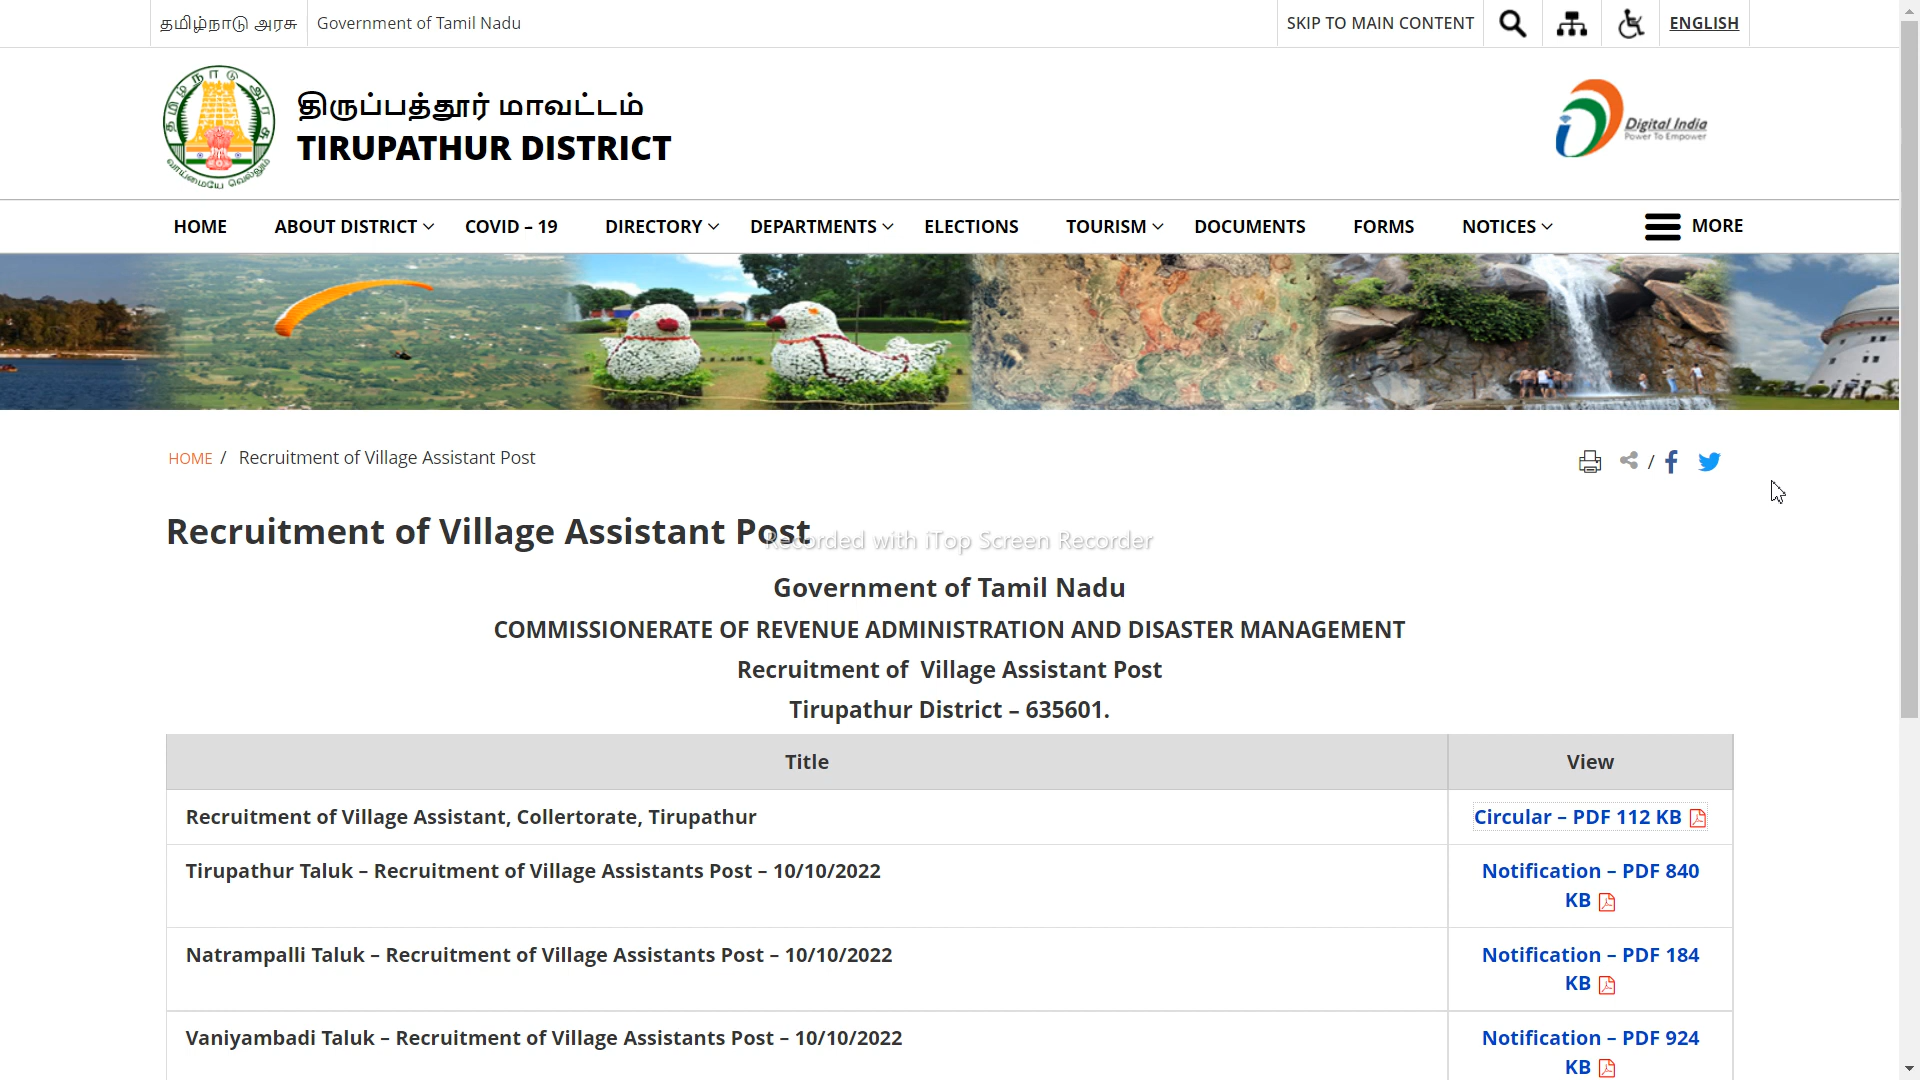 தமிழ்நாடு அரசு Government of Tamil Nadu SKIP TO MAIN CONTENT ENGLISH
திருப்பத்தூர் மாவட்டம்
TIRUPATHUR DISTRICT
Digital India
Power To Empower
HOME ABOUT DISTRICT COVID – 19 DIRECTORY DEPARTMENTS ELECTIONS TOURISM DOCUMENTS FORMS NOTICES MORE
HOME / Recruitment of Village Assistant Post /
Recruitment of Village Assistant Post
Recorded with iTop Screen Recorder
Government of Tamil Nadu
COMMISSIONERATE OF REVENUE ADMINISTRATION AND DISASTER MANAGEMENT
Recruitment of Village Assistant Post
Tirupathur District – 635601.
Title View
Recruitment of Village Assistant, Collertorate, Tirupathur Circular – PDF 112 KB
Tirupathur Taluk – Recruitment of Village Assistants Post – 10/10/2022 Notification – PDF 840
KB
Natrampalli Taluk – Recruitment of Village Assistants Post – 10/10/2022 Notification – PDF 184
KB
Vaniyambadi Taluk – Recruitment of Village Assistants Post – 10/10/2022 Notification – PDF 924
KB